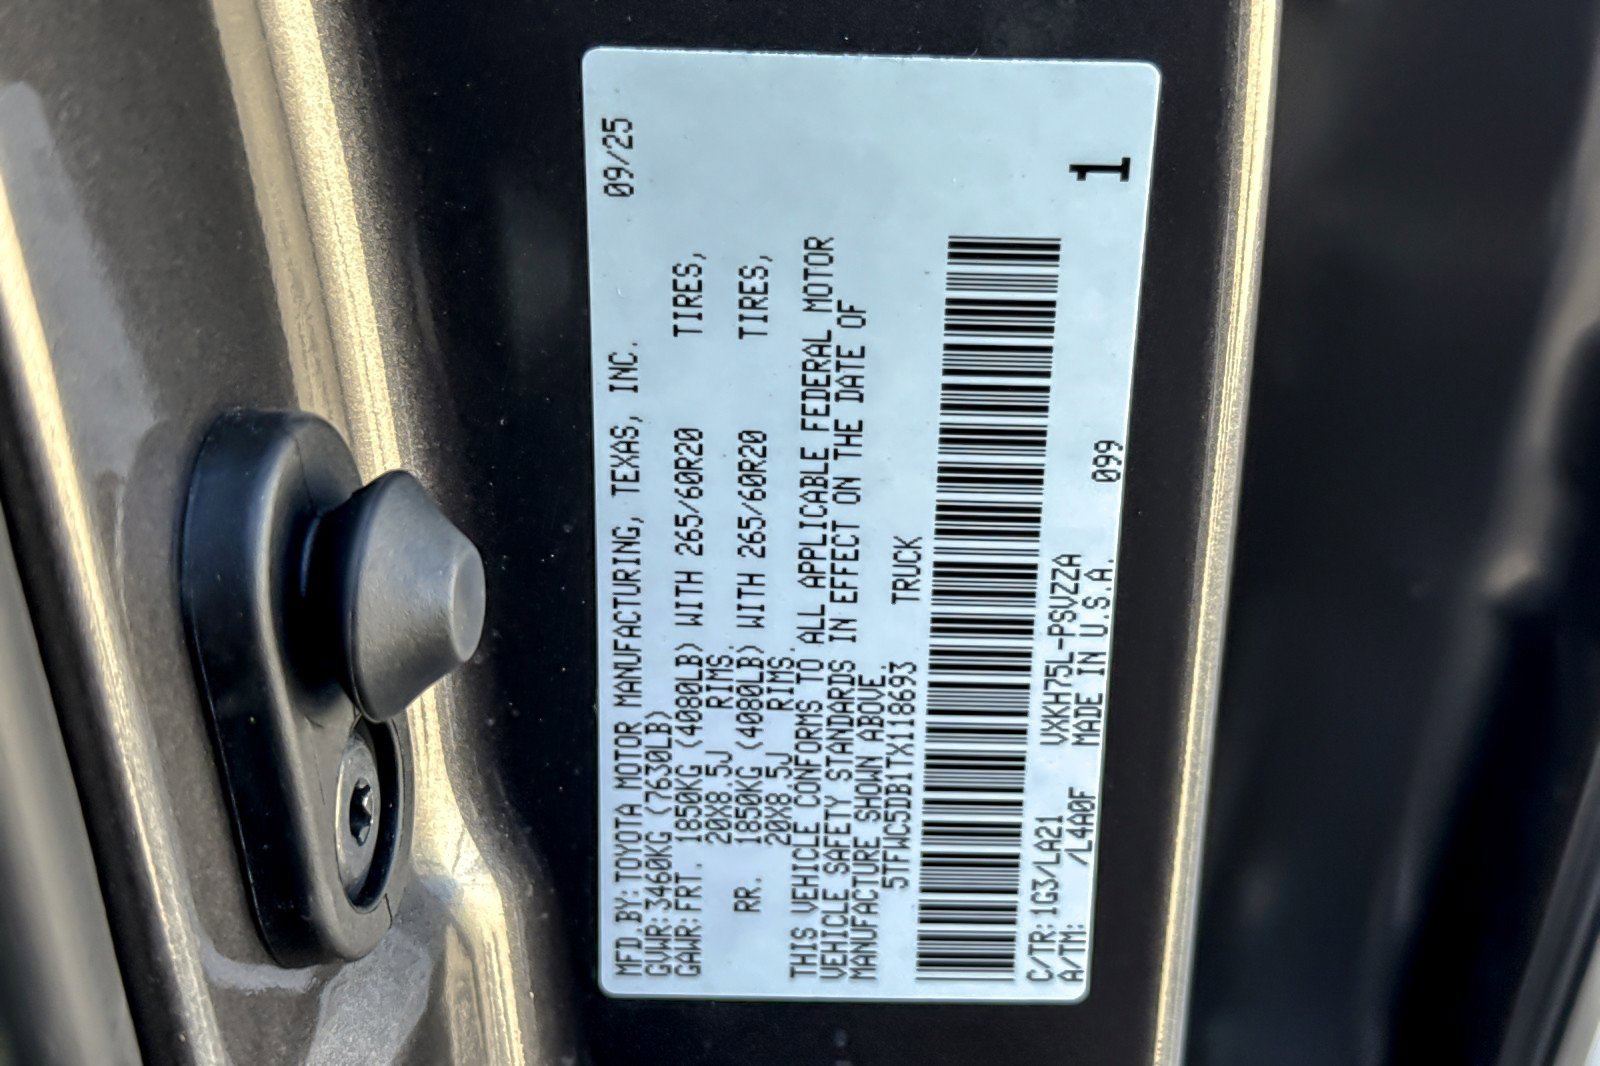 09/25
MFD.BY:TOYOTA MOTOR MANUFACTURING, TEXAS, INC.
GVWR:3460KG (7630LB)
GAWR:FRT. 1850KG (4080LB) WITH 265/60R20 TIRES,
20X8.5J RIMS.
RR. 1850KG (4080LB) WITH 265/60R20 TIRES,
20X8.5J RIMS.
THIS VEHICLE CONFORMS TO ALL APPLICABLE FEDERAL MOTOR
VEHICLE SAFETY STANDARDS IN EFFECT ON THE DATE OF
MANUFACTURE SHOWN ABOVE.
5TFWC5DB1TX118693 TRUCK
C/TR:1G3/LA21 VXKH75L-PSVZZA
A/TM: /L4A0F MADE IN U.S.A. 099
1